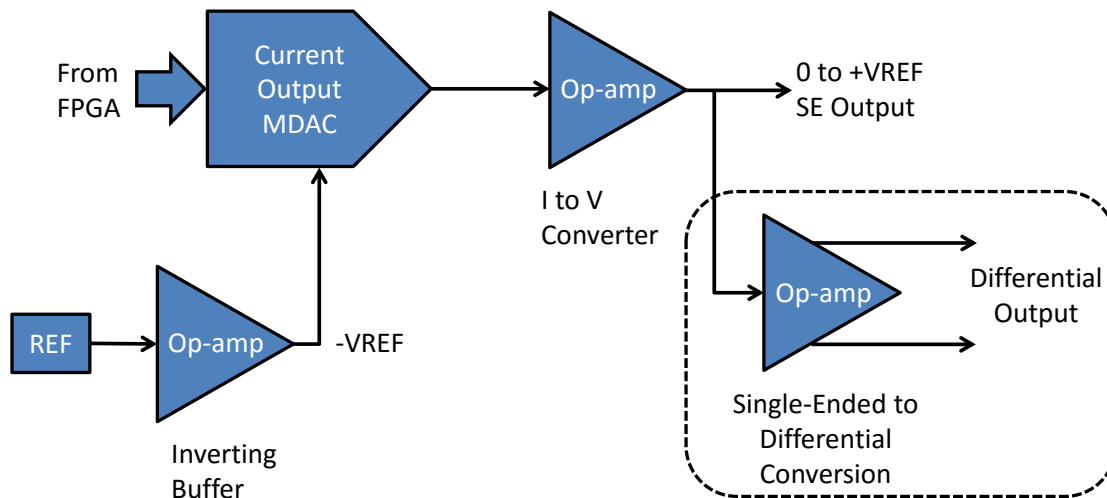 From
FPGA
Current
Output
MDAC
Op-amp
0 to +VREF
SE Output
I to V
Converter
REF
Op-amp
-VREF
Inverting
Buffer
Op-amp
Differential
Output
Single-Ended to
Differential
Conversion